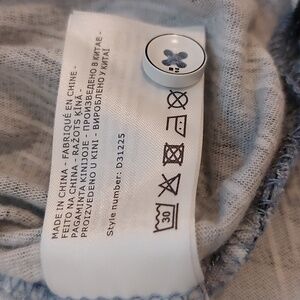 MADE IN CHINA - FABRIQUÉ EN CHINE -
FEITO NA CHINA - RAŽOTS ĶĪNĀ -
PAGAMINTA KINIJOJE - ПРОИЗВЕДЕНО В КИТАЕ -
PROIZVEDENO U KINI - ВИРОБЛЕНО У КИТАЇ
Style number: D31225
30